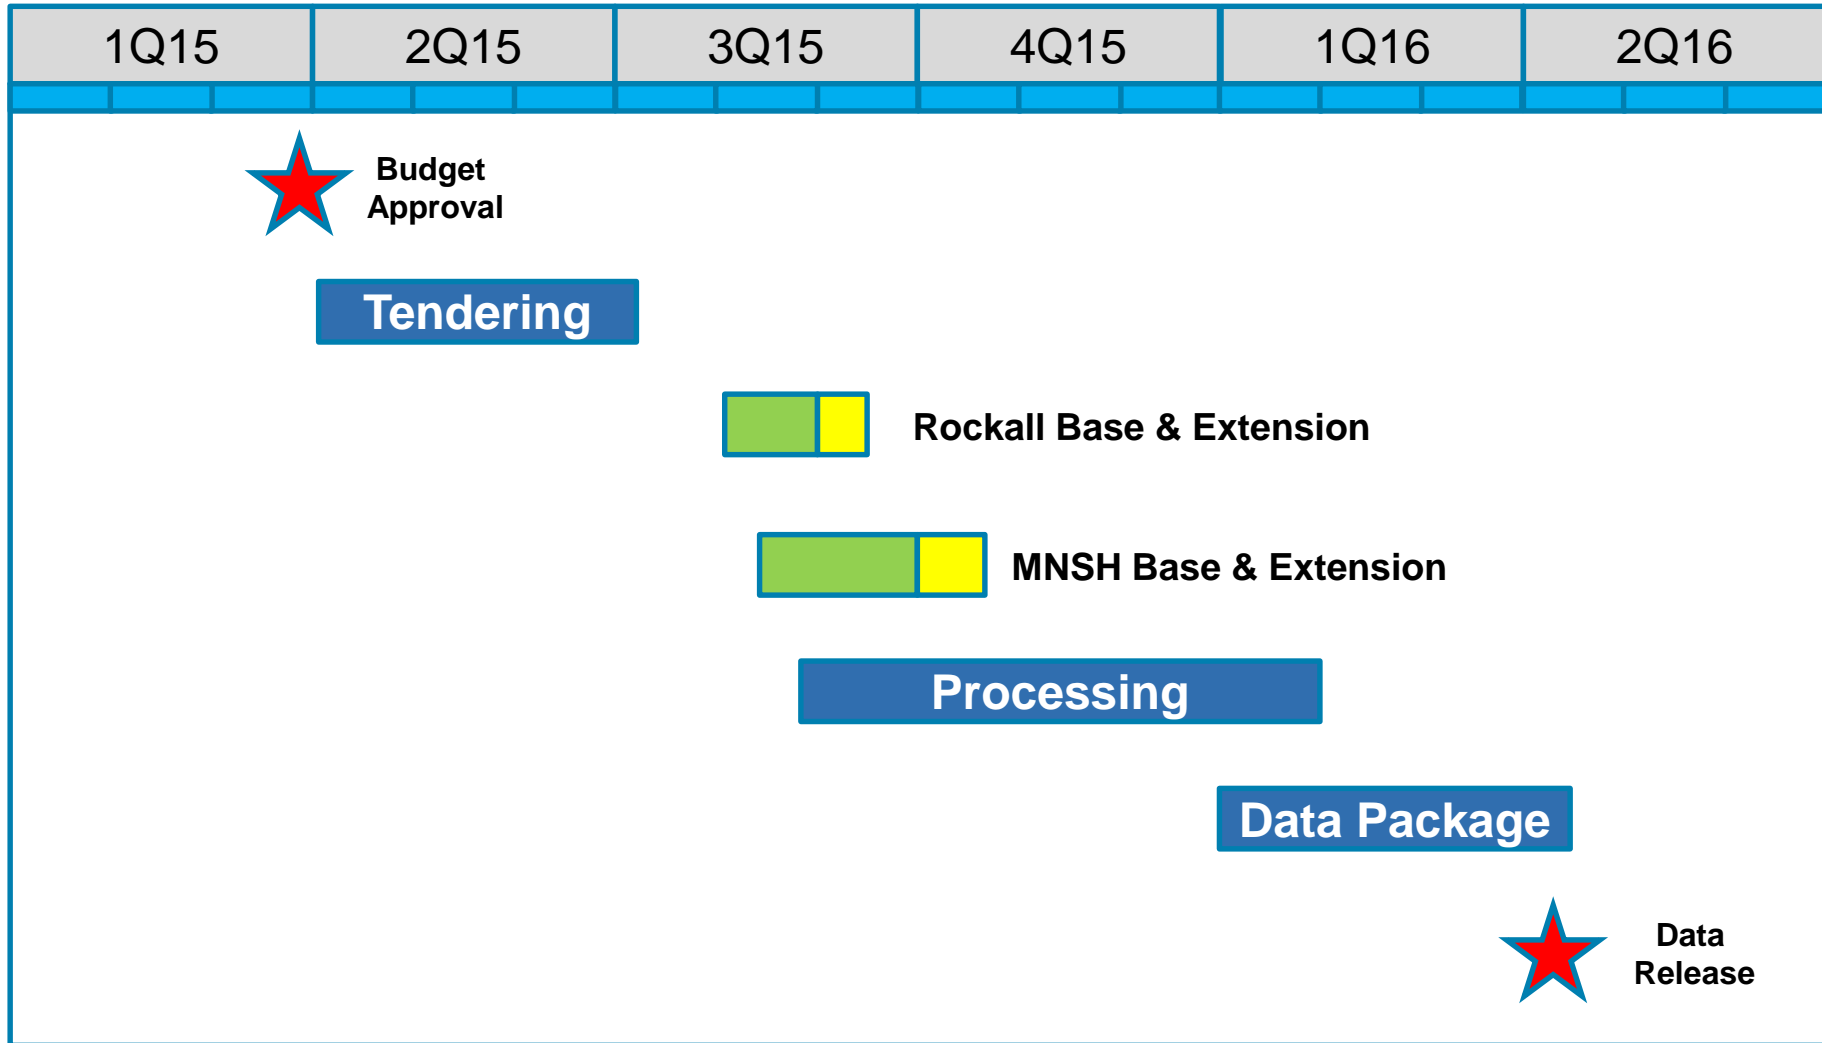 1Q15 2Q15 3Q15 4Q15 1Q16 2Q16
Budget
Approval
Tendering
Rockall Base & Extension
MNSH Base & Extension
Processing
Data Package
Data
Release